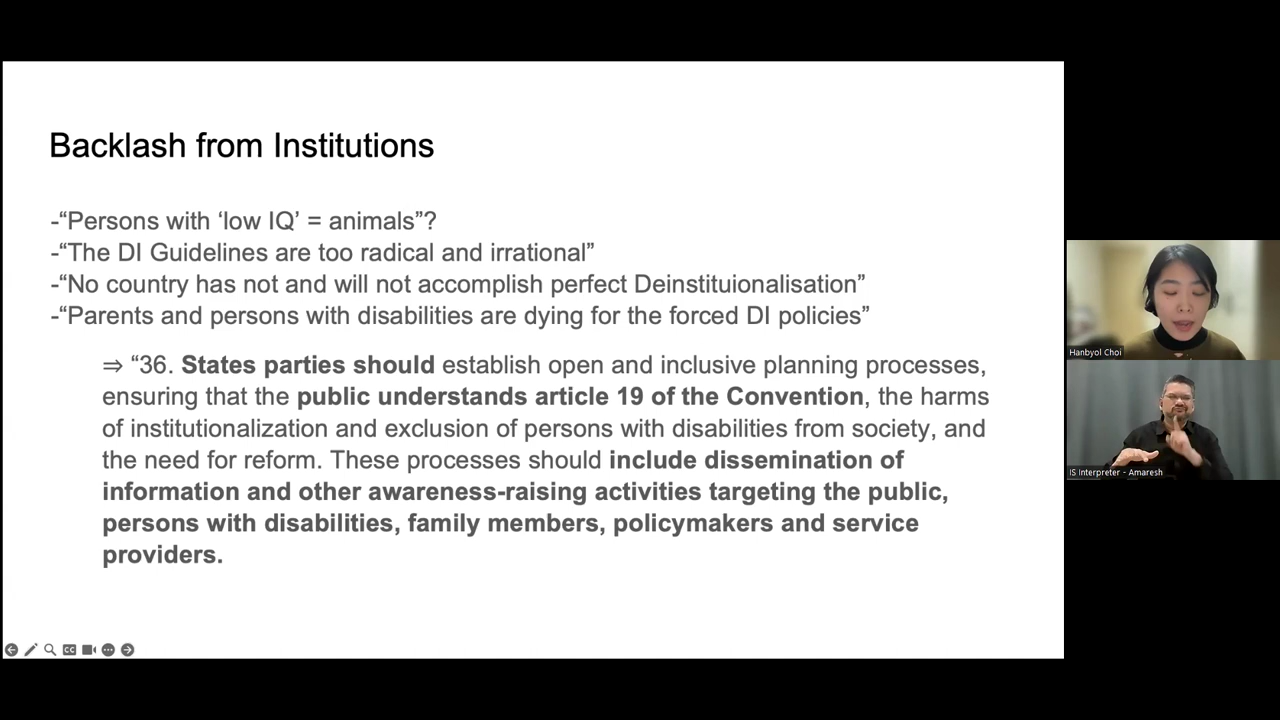 Backlash from Institutions
-“Persons with ‘low IQ’ = animals”?
-“The DI Guidelines are too radical and irrational”
-“No country has not and will not accomplish perfect Deinstituionalisation”
-“Parents and persons with disabilities are dying for the forced DI policies”
⇒ “36. States parties should establish open and inclusive planning processes,
ensuring that the public understands article 19 of the Convention, the harms
of institutionalization and exclusion of persons with disabilities from society, and
the need for reform. These processes should include dissemination of
information and other awareness-raising activities targeting the public,
persons with disabilities, family members, policymakers and service
providers.
CC
Hanbyol Choi
IS Interpreter - Amaresh